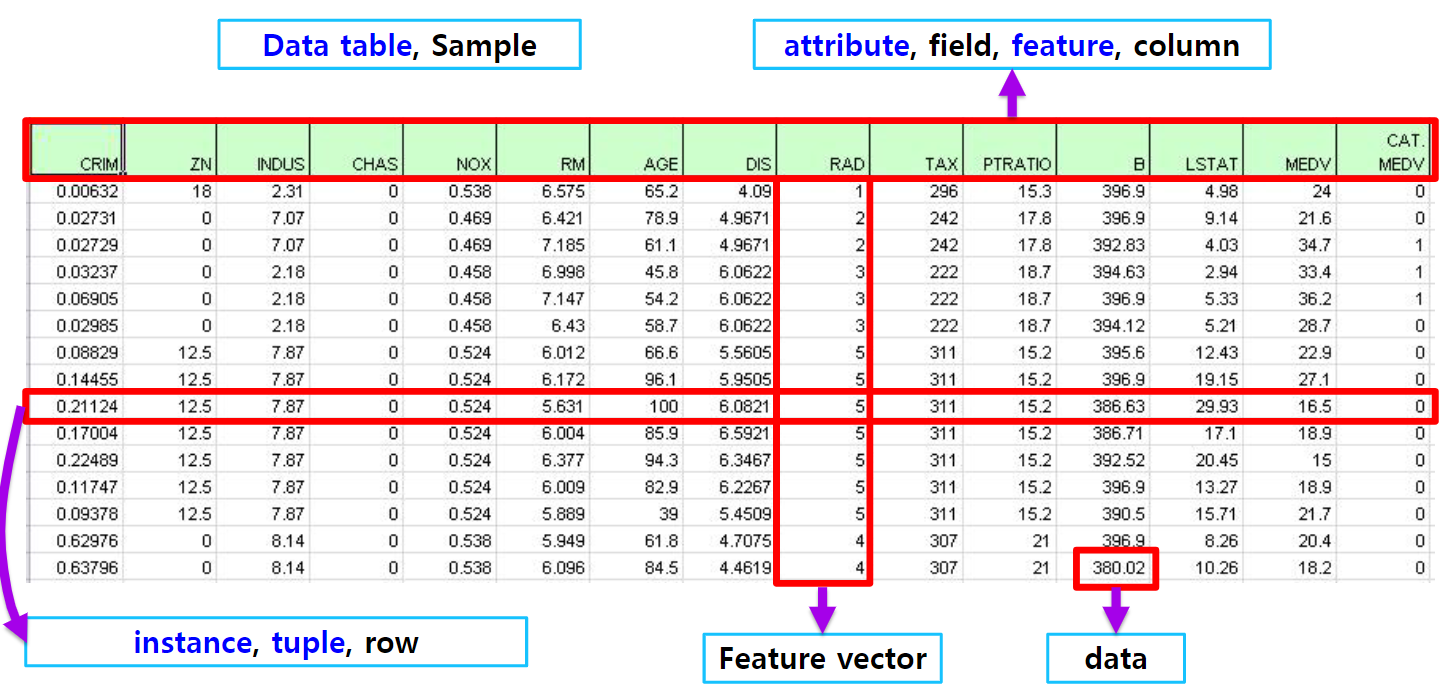 Data table, Sample
attribute, field, feature, column
CRIM ZN INDUS CHAS NOX RM AGE DIS RAD TAX PTRATIO B LSTAT MEDV CAT. MEDV
0.00632 18 2.31 0 0.538 6.575 65.2 4.09 1 296 15.3 396.9 4.98 24 0
0.02731 0 7.07 0 0.469 6.421 78.9 4.9671 2 242 17.8 396.9 9.14 21.6 0
0.02729 0 7.07 0 0.469 7.185 61.1 4.9671 2 242 17.8 392.83 4.03 34.7 1
0.03237 0 2.18 0 0.458 6.998 45.8 6.0622 3 222 18.7 394.63 2.94 33.4 1
0.06905 0 2.18 0 0.458 7.147 54.2 6.0622 3 222 18.7 396.9 5.33 36.2 1
0.02985 0 2.18 0 0.458 6.43 58.7 6.0622 3 222 18.7 394.12 5.21 28.7 0
0.08829 12.5 7.87 0 0.524 6.012 66.6 5.5605 5 311 15.2 395.6 12.43 22.9 0
0.14455 12.5 7.87 0 0.524 6.172 96.1 5.9505 5 311 15.2 396.9 19.15 27.1 0
0.21124 12.5 7.87 0 0.524 5.631 100 6.0821 5 311 15.2 386.63 29.93 16.5 0
0.17004 12.5 7.87 0 0.524 6.004 85.9 6.5921 5 311 15.2 386.71 17.1 18.9 0
0.22489 12.5 7.87 0 0.524 6.377 94.3 6.3467 5 311 15.2 392.52 20.45 15 0
0.11747 12.5 7.87 0 0.524 6.009 82.9 6.2267 5 311 15.2 396.9 13.27 18.9 0
0.09378 12.5 7.87 0 0.524 5.889 39 5.4509 5 311 15.2 390.5 15.71 21.7 0
0.62976 0 8.14 0 0.538 5.949 61.8 4.7075 4 307 21 396.9 8.26 20.4 0
0.63796 0 8.14 0 0.538 6.096 84.5 4.4619 4 307 21 380.02 10.26 18.2 0
instance, tuple, row
Feature vector
data